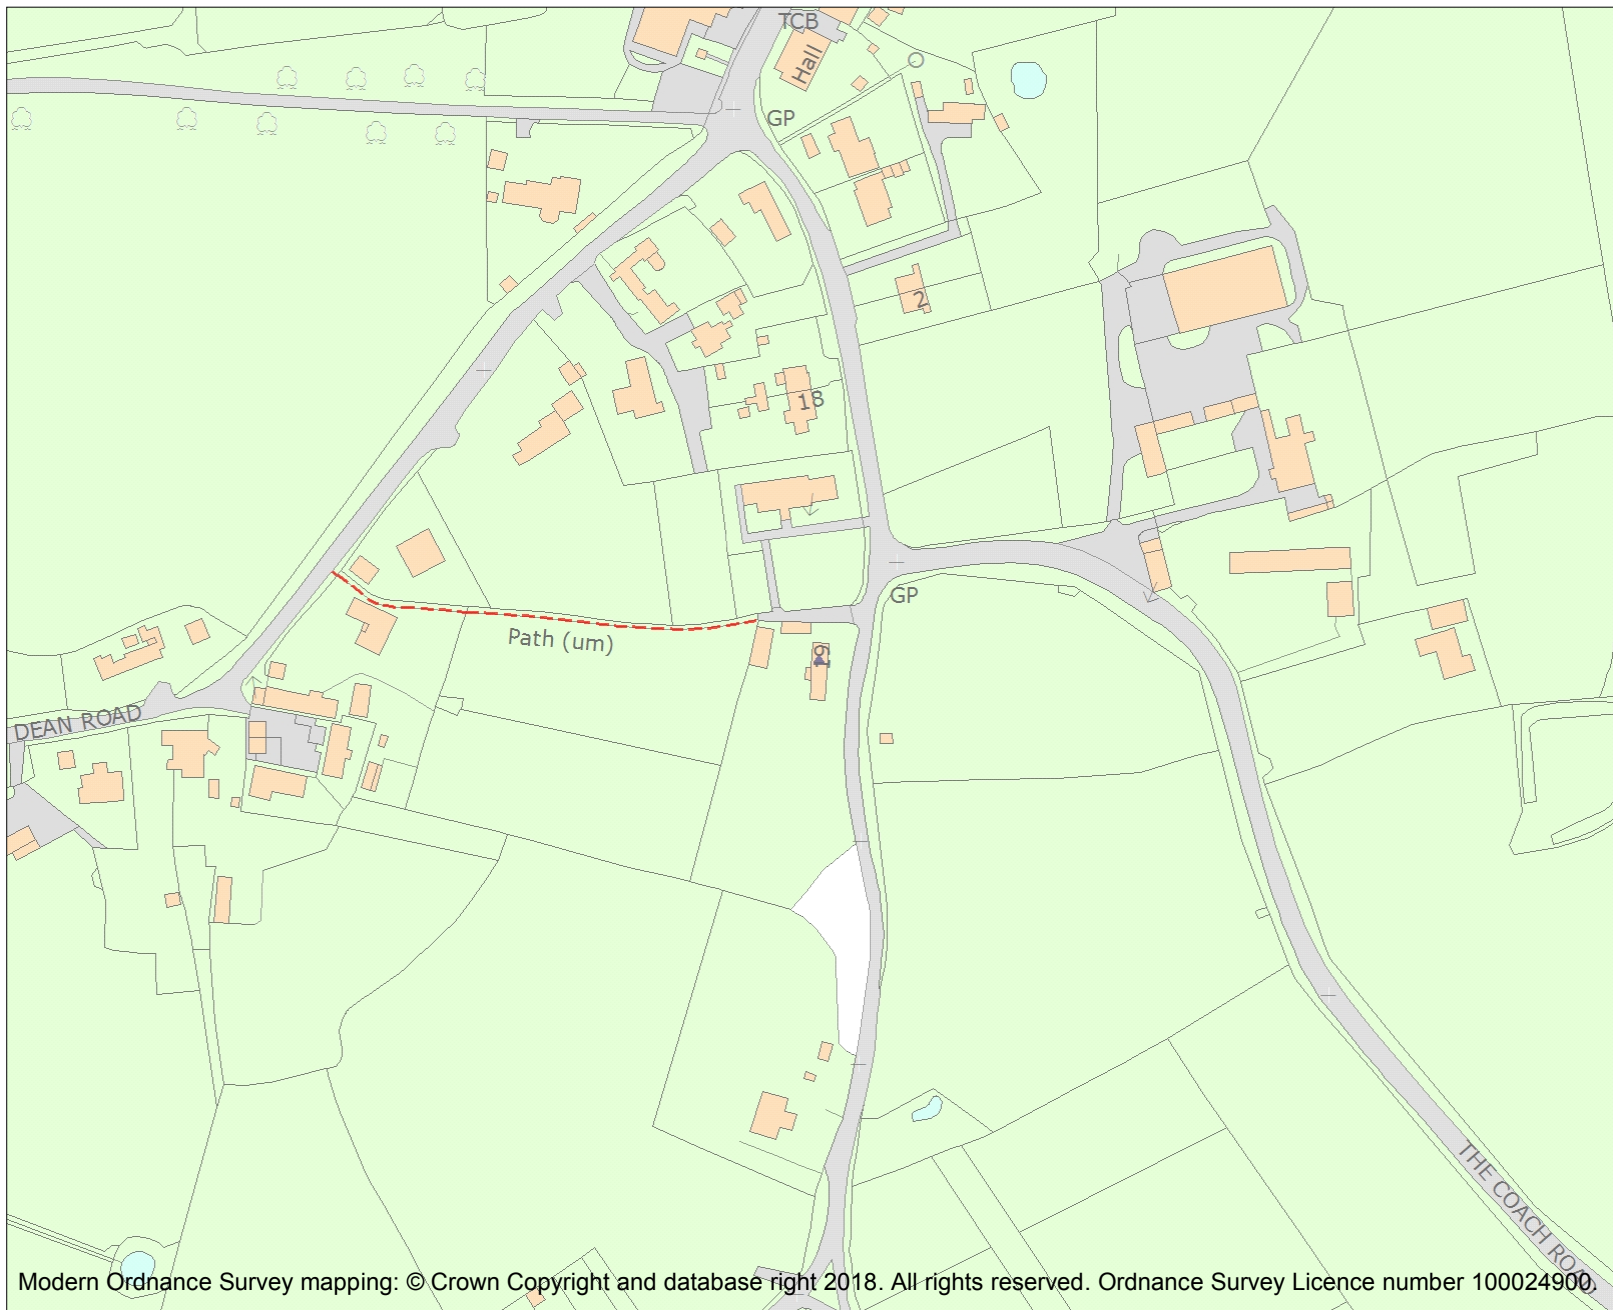 TCB
Hall
GP
2
18
GP
Path (um)
61
DEAN ROAD
THE COACH ROAD
Modern Ordnance Survey mapping: © Crown Copyright and database right 2018. All rights reserved. Ordnance Survey Licence number 100024900.